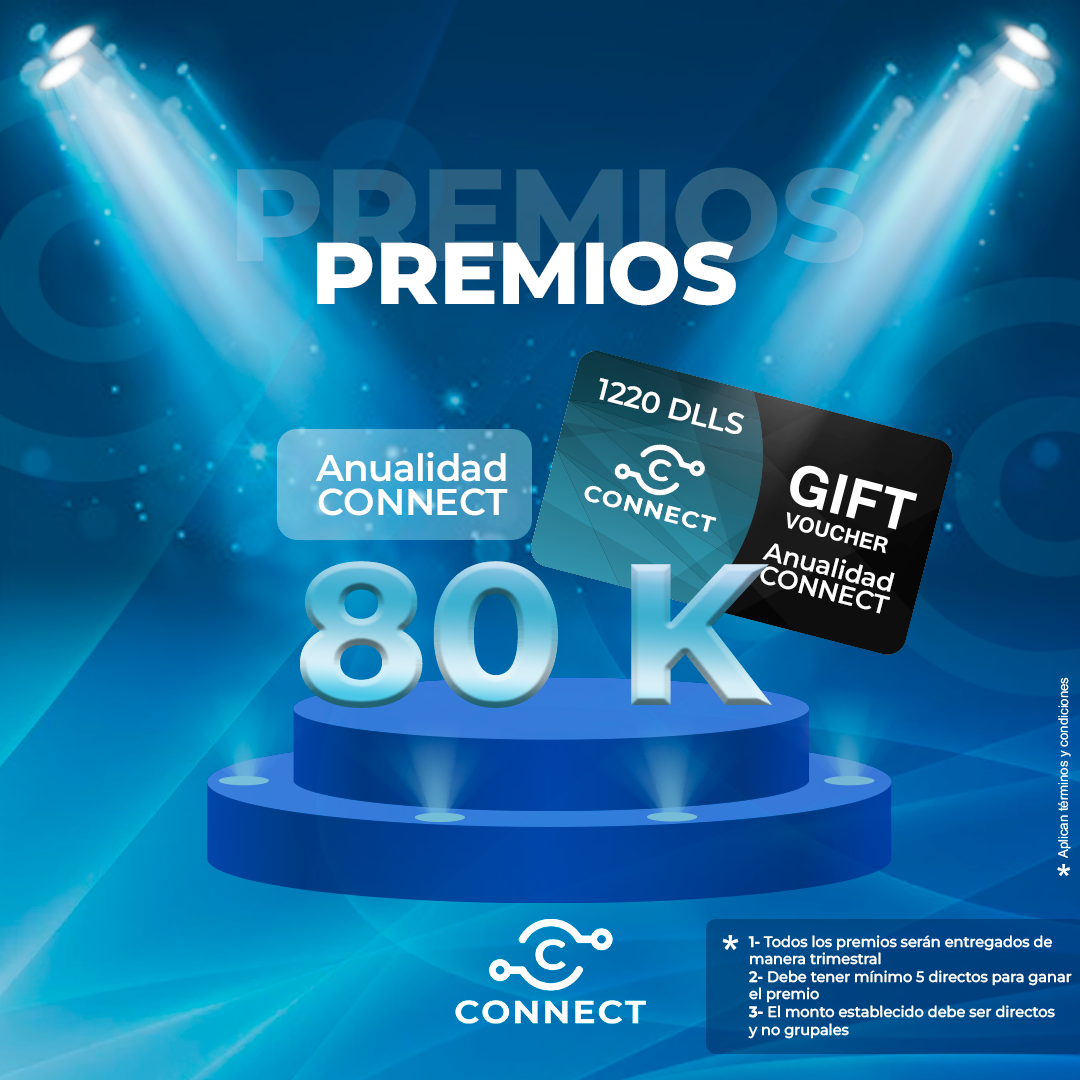 PREMIOS
PREMIOS
1220 DLLS
C
CONNECT
GIFT
VOUCHER
Anualidad
CONNECT
Anualidad
CONNECT
80 K
* Aplican términos y condiciones
C
CONNECT
* 1- Todos los premios serán entregados de
manera trimestral
2- Debe tener mínimo 5 directos para ganar
el premio
3- El monto establecido debe ser directos
y no grupales